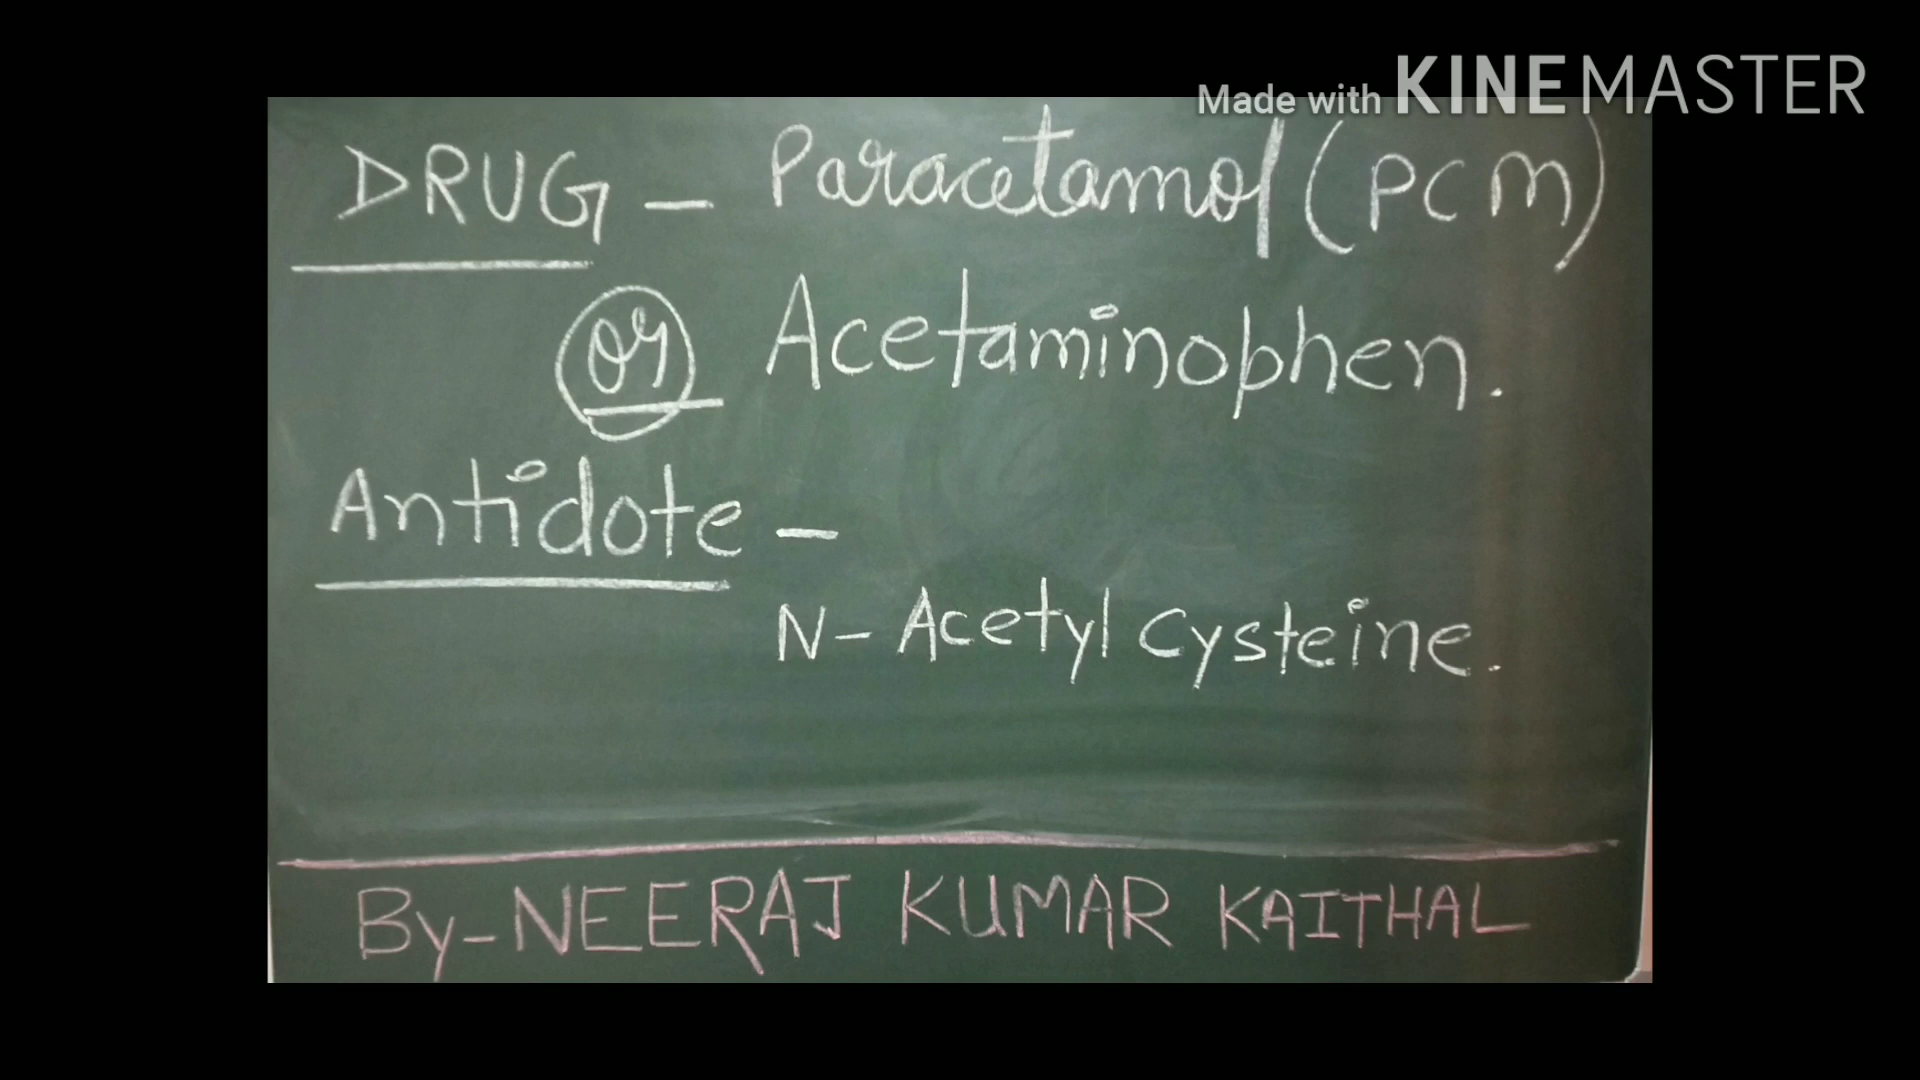 Made with KINEMASTER
DRUG - Paracetamol (PCM)
or Acetaminophen.
Antidote -
N- Acetyl Cysteine.
By-NEERAJ KUMAR KAITHAL